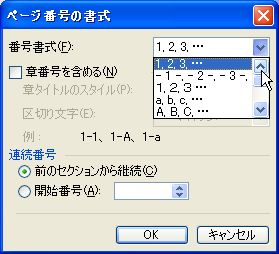 ページ番号の書式
番号書式(F):
1, 2, 3, …
1, 2, 3, …
- 1 -, - 2 -, - 3 -,
1, 2, 3 …
a, b, c, …
A, B, C, …
章番号を含める(N)
章タイトルのスタイル(P):
区切り文字(E):
例: 1-1、1-A、1-a
連続番号
前のセクションから継続(C)
開始番号(A):
OK キャンセル